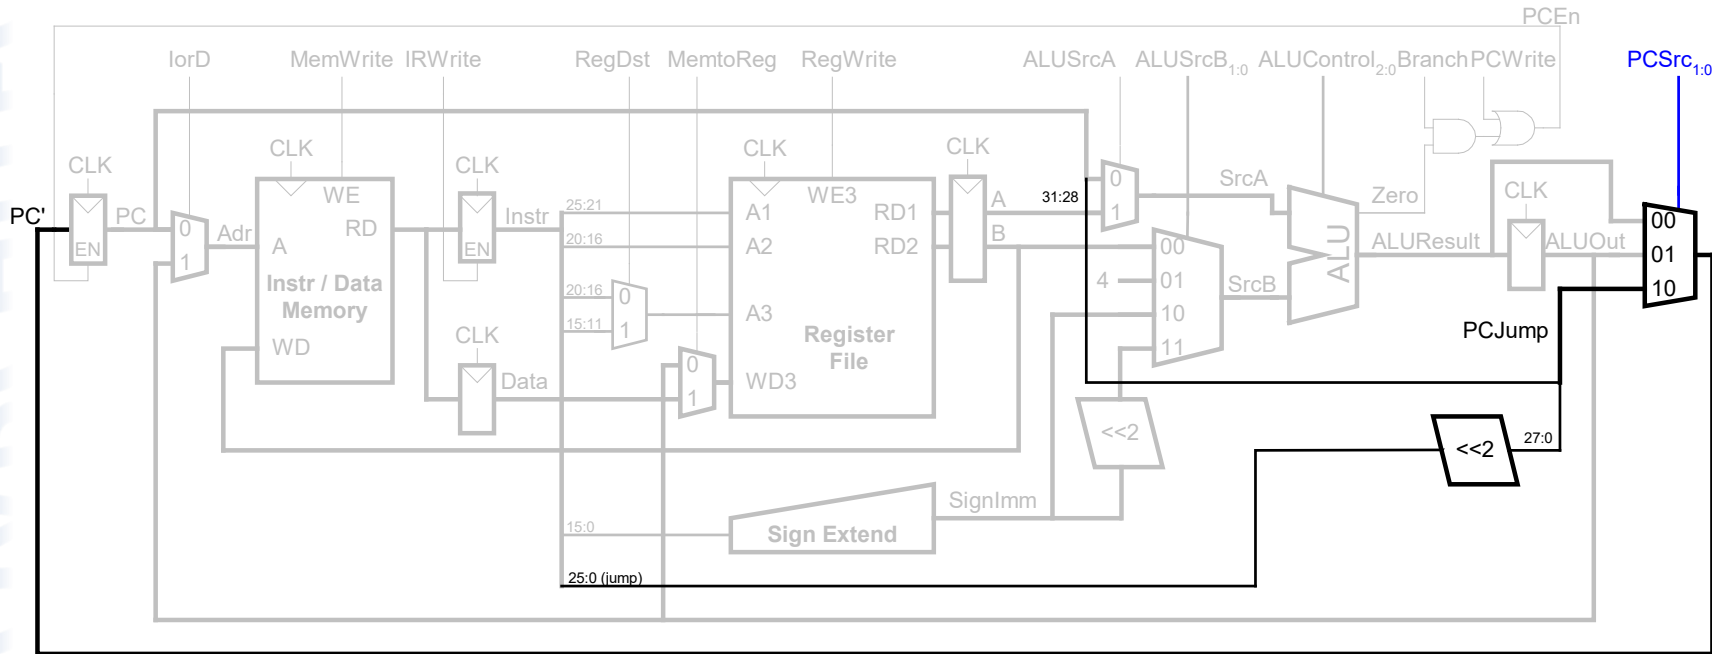 PCEn
IorD MemWrite IRWrite RegDst MemtoReg RegWrite ALUSrcA ALUSrcB1:0 ALUControl2:0 Branch PCWrite PCSrc1:0
CLK CLK CLK CLK CLK CLK
PC' PC EN
0 1 Adr
WE
A RD
Instr / Data
Memory
WD
EN Instr
CLK
Data
25:21
20:16
20:16
15:11
15:0
25:0 (jump)
0 1
0 1
WE3
A1 RD1
A2 RD2
A3
Register
File
WD3
A
B
31:28
0 1
SrcA
00
4 01
10
11
SrcB
ALU
Zero
ALUResult
ALUOut
00
01
10
PCJump
<<2
<<2 27:0
SignImm
Sign Extend